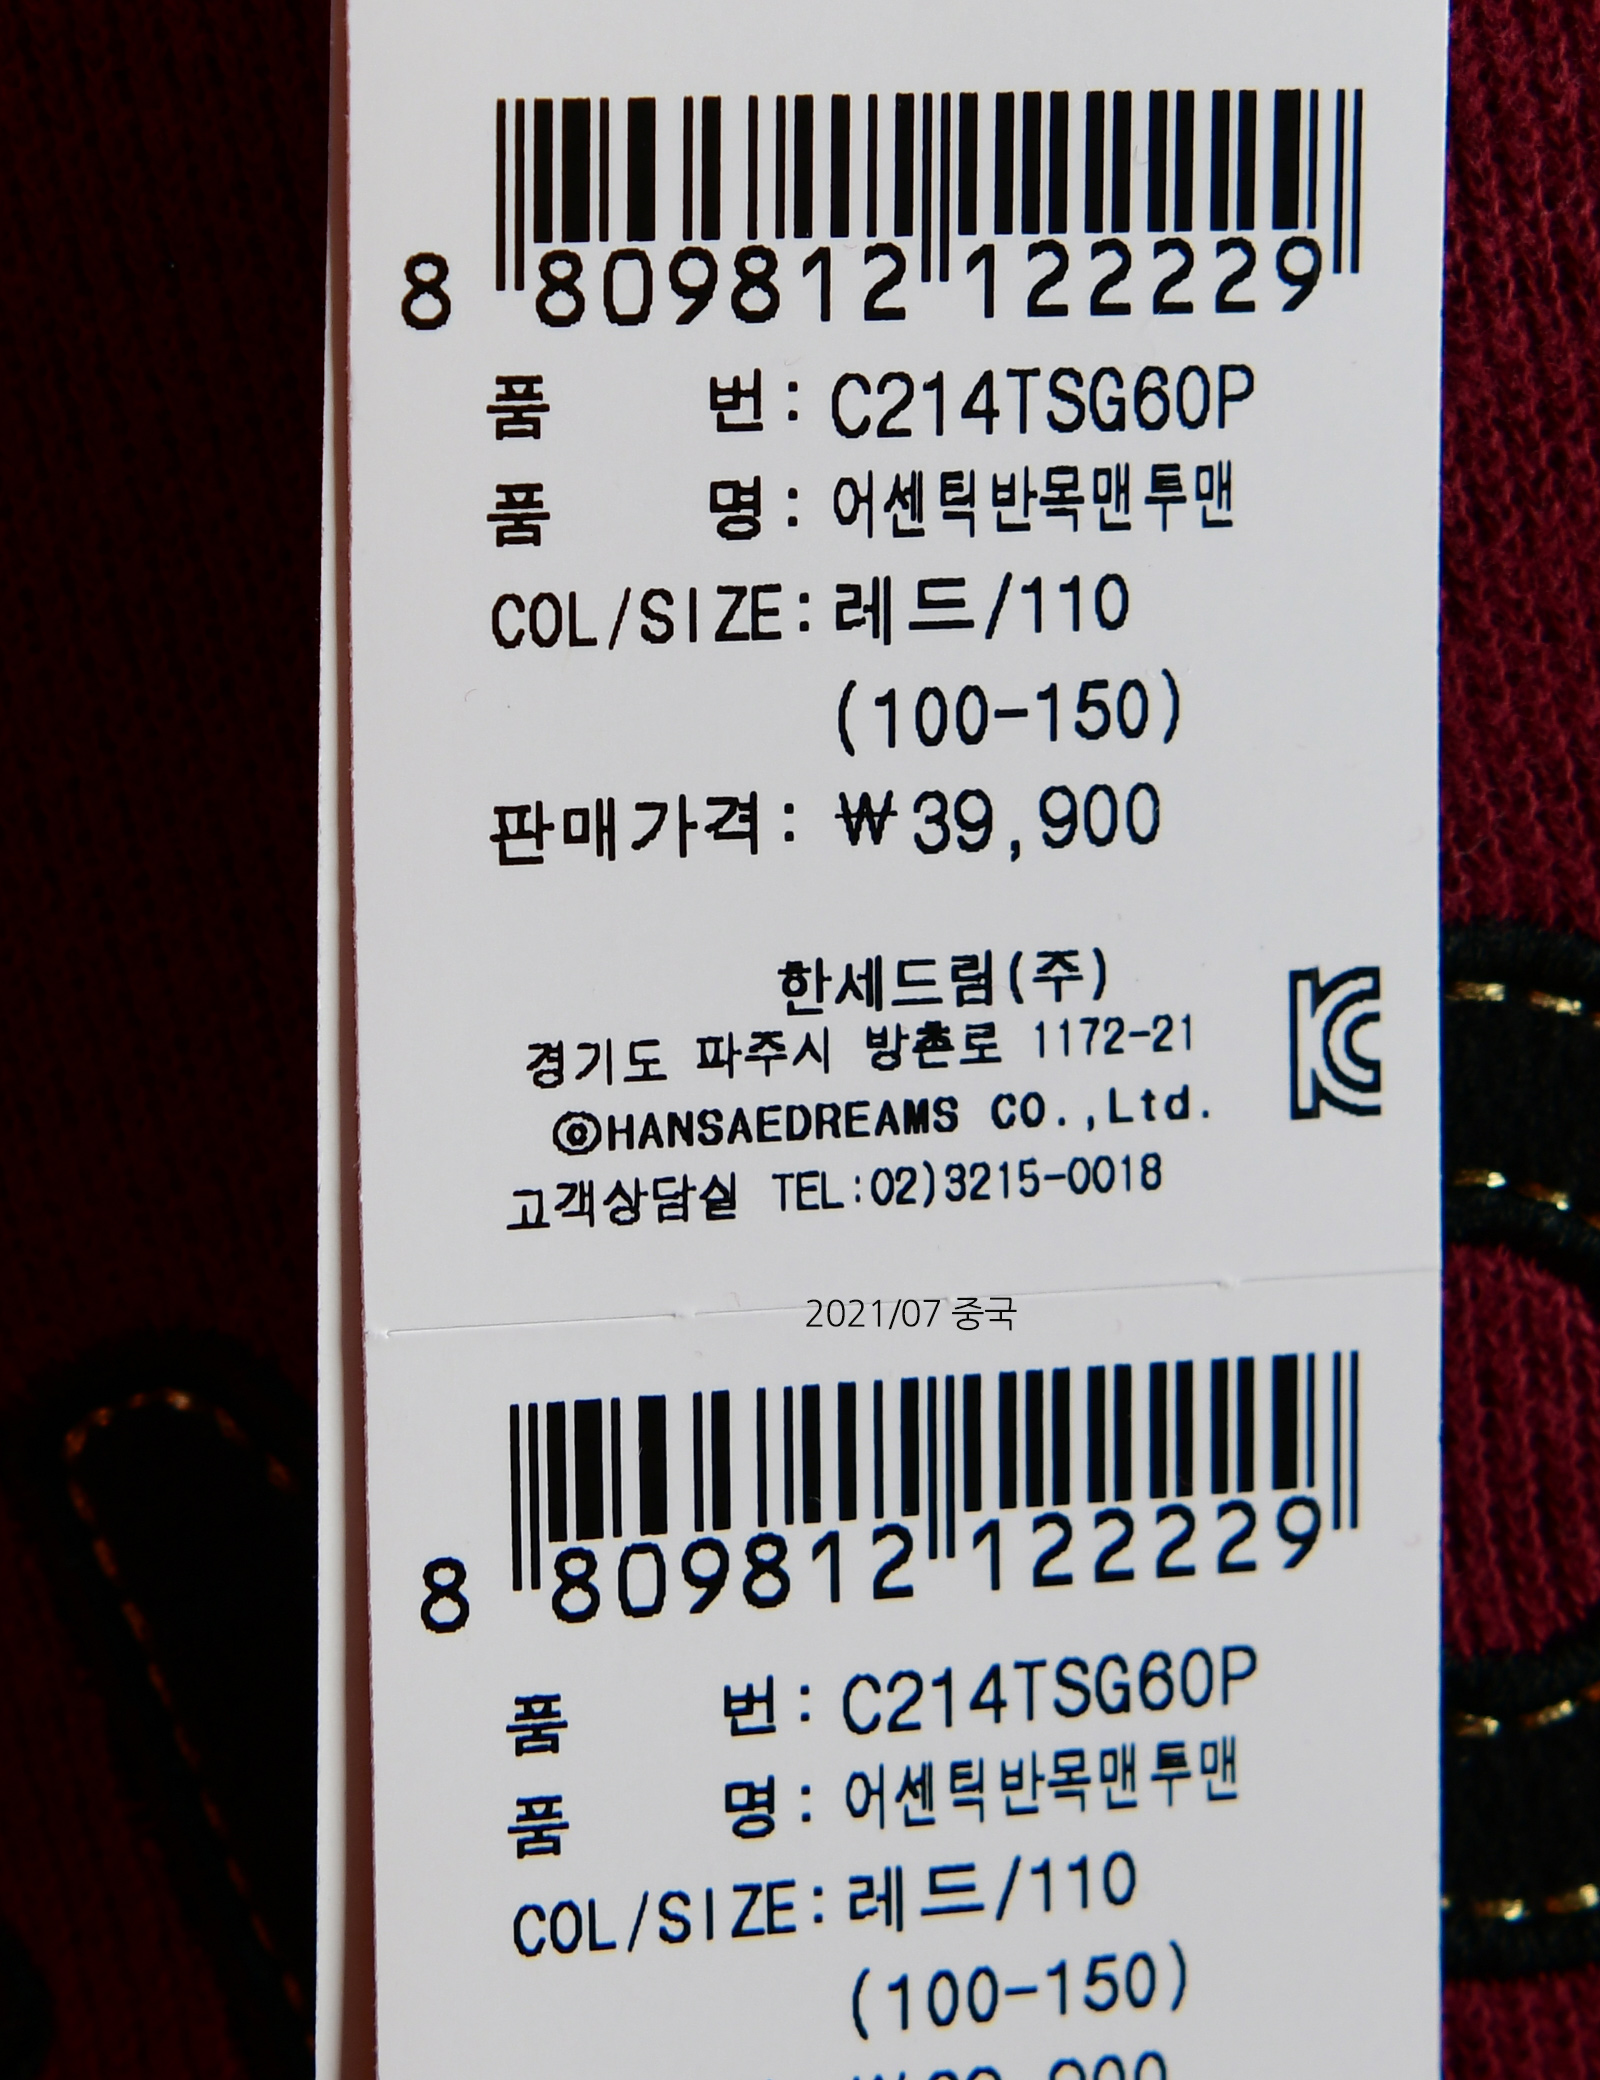 8 809812 122229
품 번 : C214TSG60P
품 명 : 어센틱반목맨투맨
COL/SIZE : 레드/110
(100-150)
판매가격 : ₩39,900
한세드림(주)
경기도 파주시 방촌로 1172-21
©HANSAEDREAMS CO.,Ltd.
고객상담실 TEL:02)3215-0018
2021/07 중국
8 809812 122229
품 번 : C214TSG60P
품 명 : 어센틱반목맨투맨
COL/SIZE : 레드/110
(100-150)
₩39,900